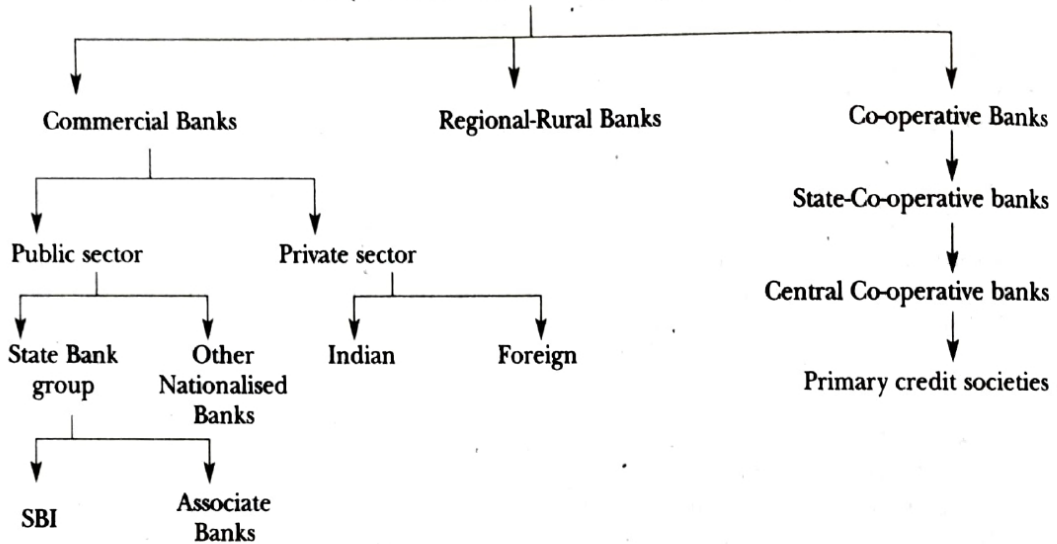 Commercial Banks
Regional-Rural Banks
Co-operative Banks
State-Co-operative banks
Central Co-operative banks
Primary credit societies
Public sector
Private sector
State Bank
group
Other
Nationalised
Banks
Indian
Foreign
SBI
Associate
Banks